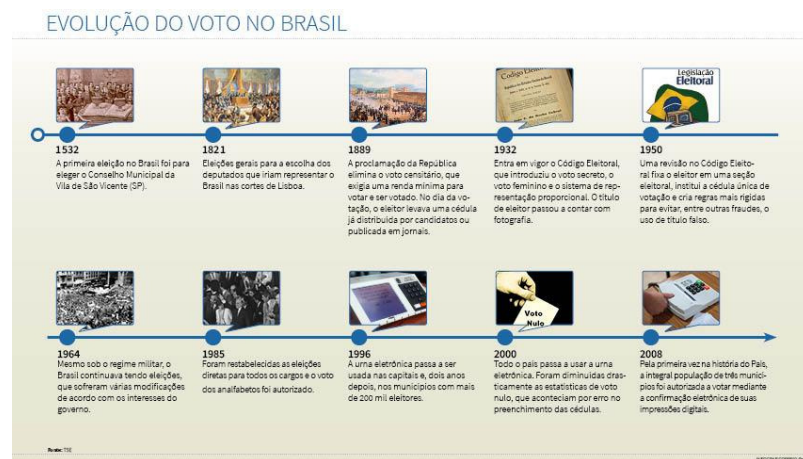 EVOLUÇÃO DO VOTO NO BRASIL
Código Eleitoral
Legislação
Eleitoral
1532
A primeira eleição no Brasil foi para
eleger o Conselho Municipal da
Vila de São Vicente (SP).
1821
Eleições gerais para a escolha dos
deputados que iriam representar o
Brasil nas cortes de Lisboa.
1889
A proclamação da República
elimina o voto censitário, que
exigia uma renda mínima para
votar e ser votado. No dia da vo-
tação, o eleitor levava uma cédula
já distribuída por candidatos ou
publicada em jornais.
1932
Entra em vigor o Código Eleitoral,
que introduziu o voto secreto, o
voto feminino e o sistema de rep-
resentação proporcional. O título
de eleitor passou a contar com
fotografia.
1950
Uma revisão no Código Eleito-
ral fixa o eleitor em uma seção
eleitoral, institui a cédula única de
votação e cria regras mais rígidas
para evitar, entre outras fraudes, o
uso de título falso.
Voto
Nulo
1964
Mesmo sob o regime militar, o
Brasil continuava tendo eleições,
que sofreram várias modificações
de acordo com os interesses do
governo.
1985
Foram restabelecidas as eleições
diretas para todos os cargos e o voto
dos analfabetos foi autorizado.
1996
A urna eletrônica passa a ser
usada nas capitais e, dois anos
depois, nos municípios com mais
de 200 mil eleitores.
2000
Todo o país passa a usar a urna
eletrônica. Foram diminuídas dras-
ticamente as estatísticas de voto
nulo, que aconteciam por erro no
preenchimento das cédulas.
2008
Pela primeira vez na história do País,
a integral população de três municí-
pios foi autorizada a votar mediante
a confirmação eletrônica de suas
impressões digitais.
Fonte: TSE